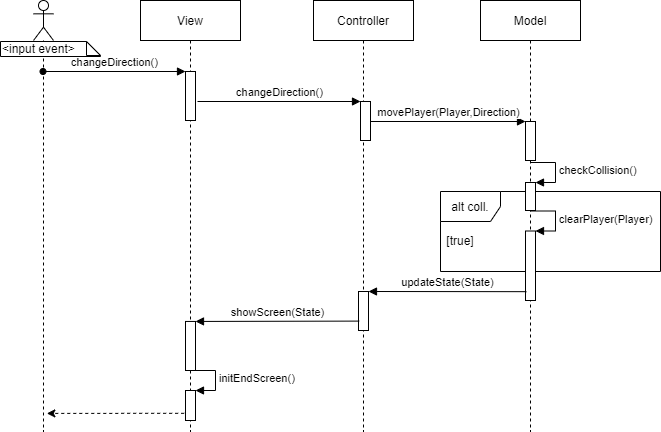 View
Controller
Model
<input event>
changeDirection()
changeDirection()
movePlayer(Player,Direction)
checkCollision()
alt coll.
clearPlayer(Player)
[true]
updateState(State)
showScreen(State)
initEndScreen()